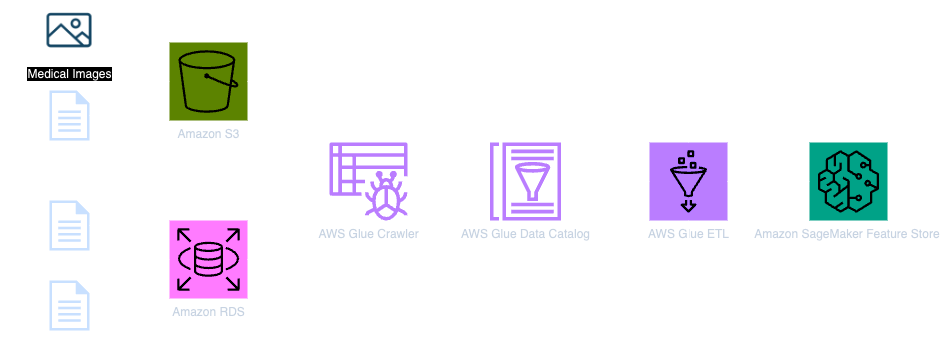 Medical Images
Amazon S3
AWS Glue Crawler
AWS Glue Data Catalog
AWS Glue ETL
Amazon SageMaker Feature Store
Amazon RDS